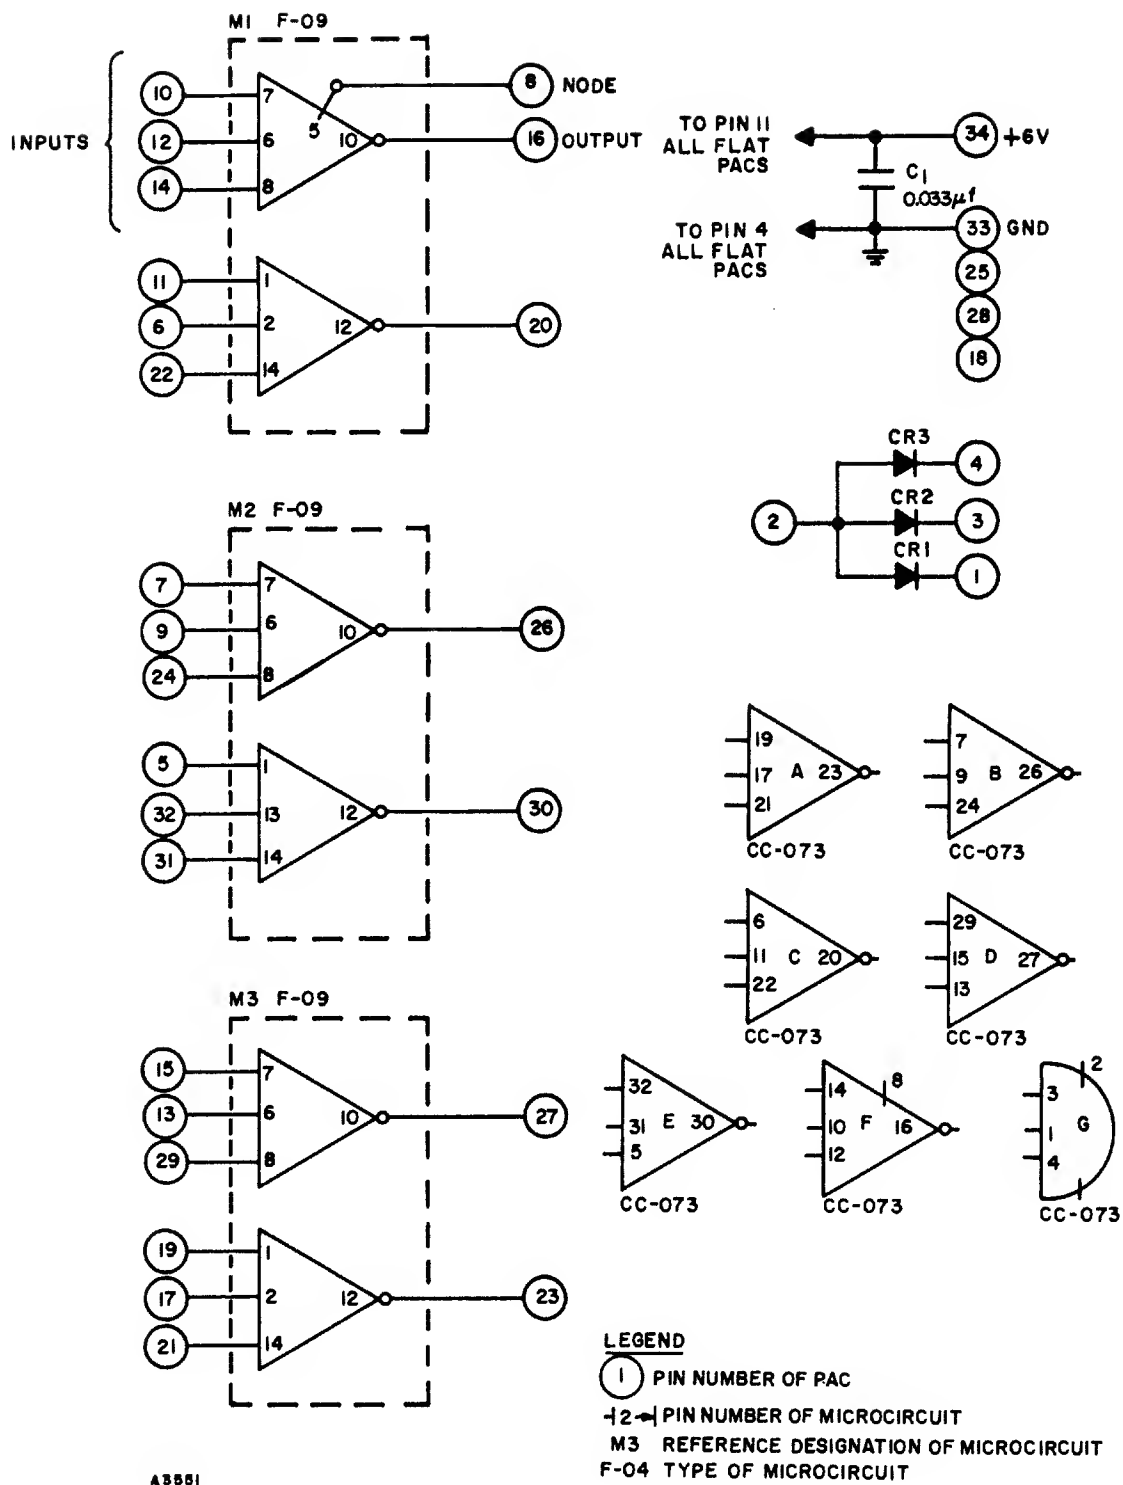 M1 F-09
10 7
12 6
14 8
INPUTS
5
10
8 NODE
16 OUTPUT
11 1
6 2
22 14
12
20
TO PIN 11
ALL FLAT
PACS
34 +6V
C1
0.033μf
TO PIN 4
ALL FLAT
PACS
33 GND
25
28
18
CR3
4
2
CR2
3
CR1
1
M2 F-09
7 7
9 6
24 8
10
26
5 1
32 13
31 14
12
30
M3 F-09
15 7
13 6
29 8
10
27
19 1
17 2
21 14
12
23
19
17 A 23
21
CC-073
7
9 B 26
24
CC-073
6
11 C 20
22
CC-073
29
15 D 27
13
CC-073
32
31 E 30
5
CC-073
14 8
10 F 16
12
CC-073
2
3
1 G
4
CC-073
LEGEND
1 PIN NUMBER OF PAC
2 PIN NUMBER OF MICROCIRCUIT
M3 REFERENCE DESIGNATION OF MICROCIRCUIT
F-04 TYPE OF MICROCIRCUIT
A3551